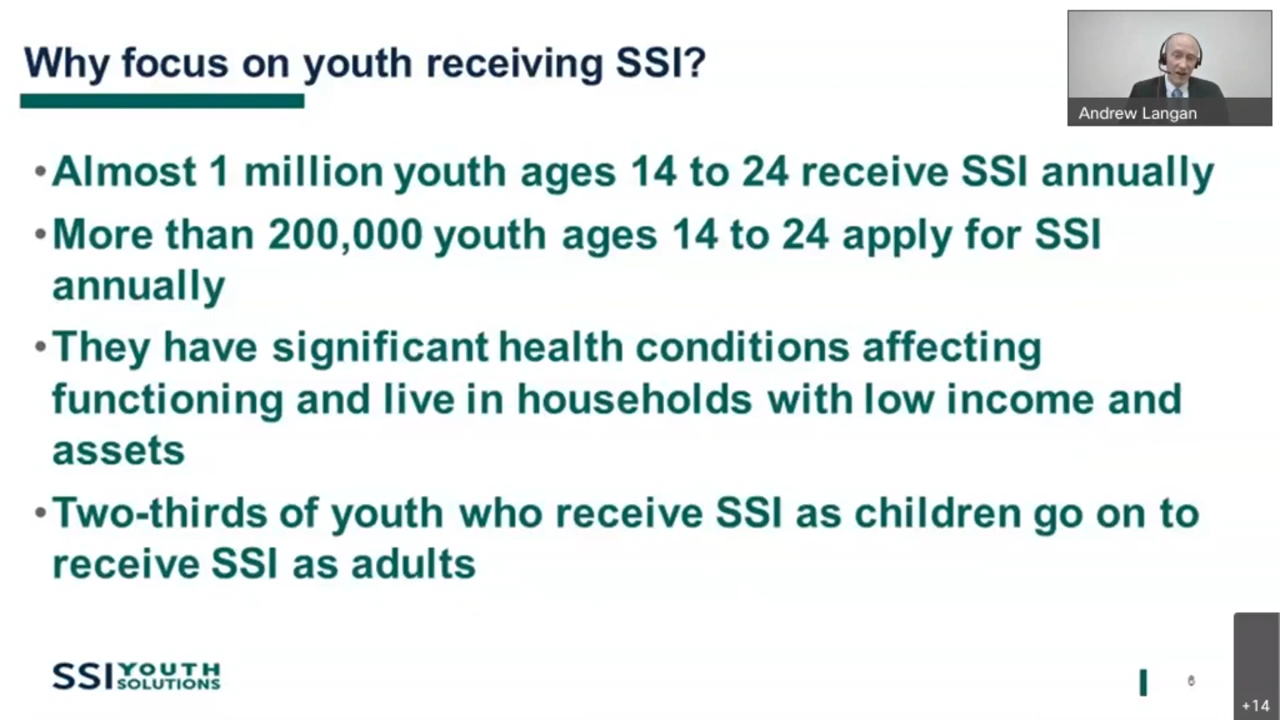 Why focus on youth receiving SSI?
Andrew Langan
•Almost 1 million youth ages 14 to 24 receive SSI annually
•More than 200,000 youth ages 14 to 24 apply for SSI
annually
•They have significant health conditions affecting
functioning and live in households with low income and
assets
•Two-thirds of youth who receive SSI as children go on to
receive SSI as adults
SSI YOUTH
SOLUTIONS
6
+14